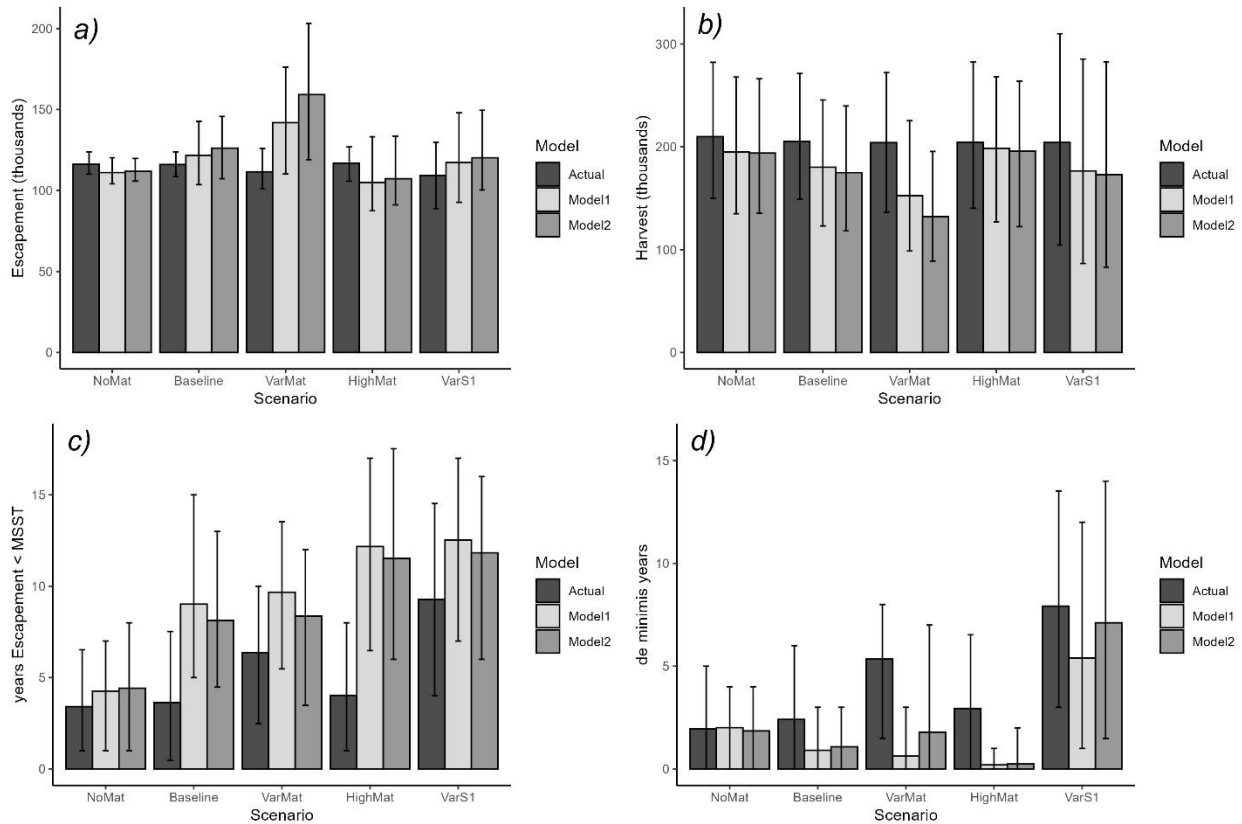 a)
Escapement (thousands)
200
150
100
50
0
NoMat Baseline VarMat HighMat VarS1
Scenario
Model
Actual
Model1
Model2
b)
Harvest (thousands)
300
200
100
0
NoMat Baseline VarMat HighMat VarS1
Scenario
Model
Actual
Model1
Model2
c)
years Escapement < MSST
15
10
5
0
NoMat Baseline VarMat HighMat VarS1
Scenario
Model
Actual
Model1
Model2
d)
de minimis years
15
10
5
0
NoMat Baseline VarMat HighMat VarS1
Scenario
Model
Actual
Model1
Model2